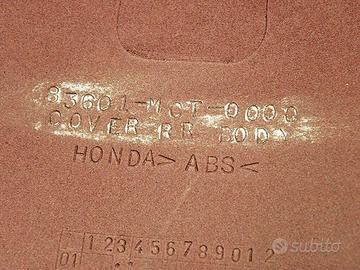 83601-MCT-0000
COVER RR BODY
HONDA> ABS<
1 2 3 4 5 6 7 8 9 0 1 2
01
subito